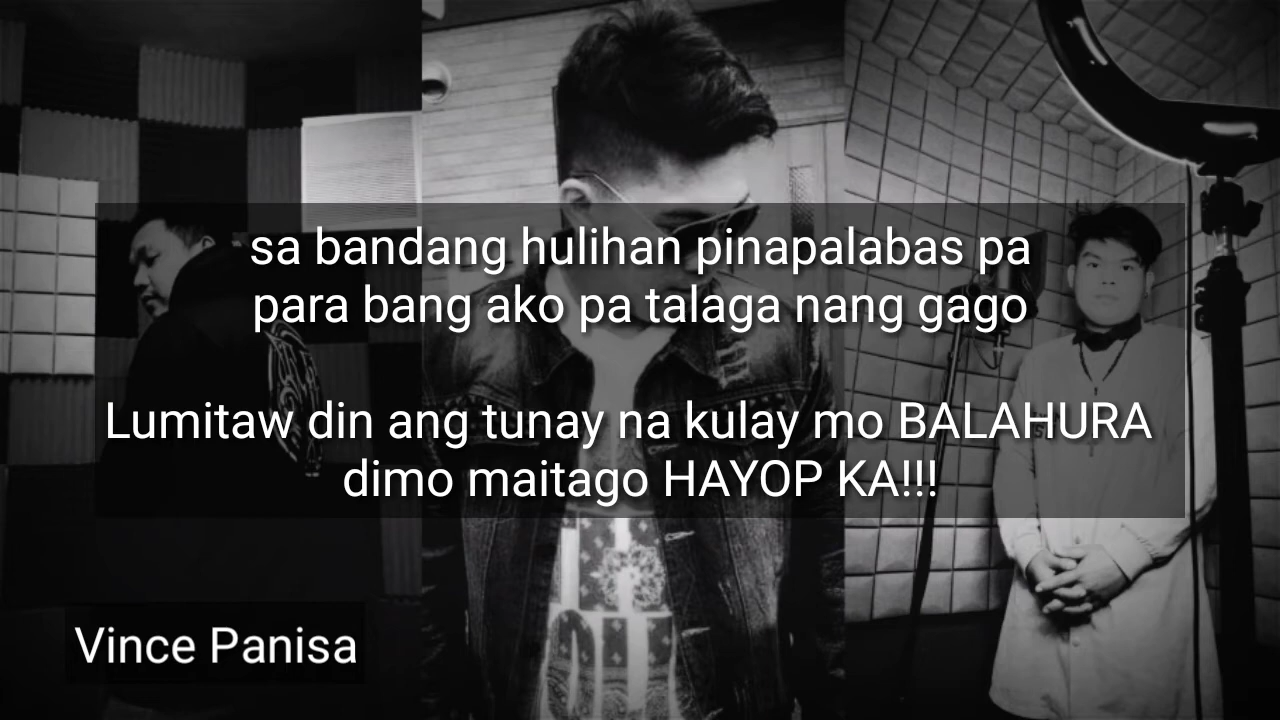 sa bandang hulihan pinapalabas pa
para bang ako pa talaga nang gago
Lumitaw din ang tunay na kulay mo BALAHURA
dimo maitago HAYOP KA!!!
Vince Panisa